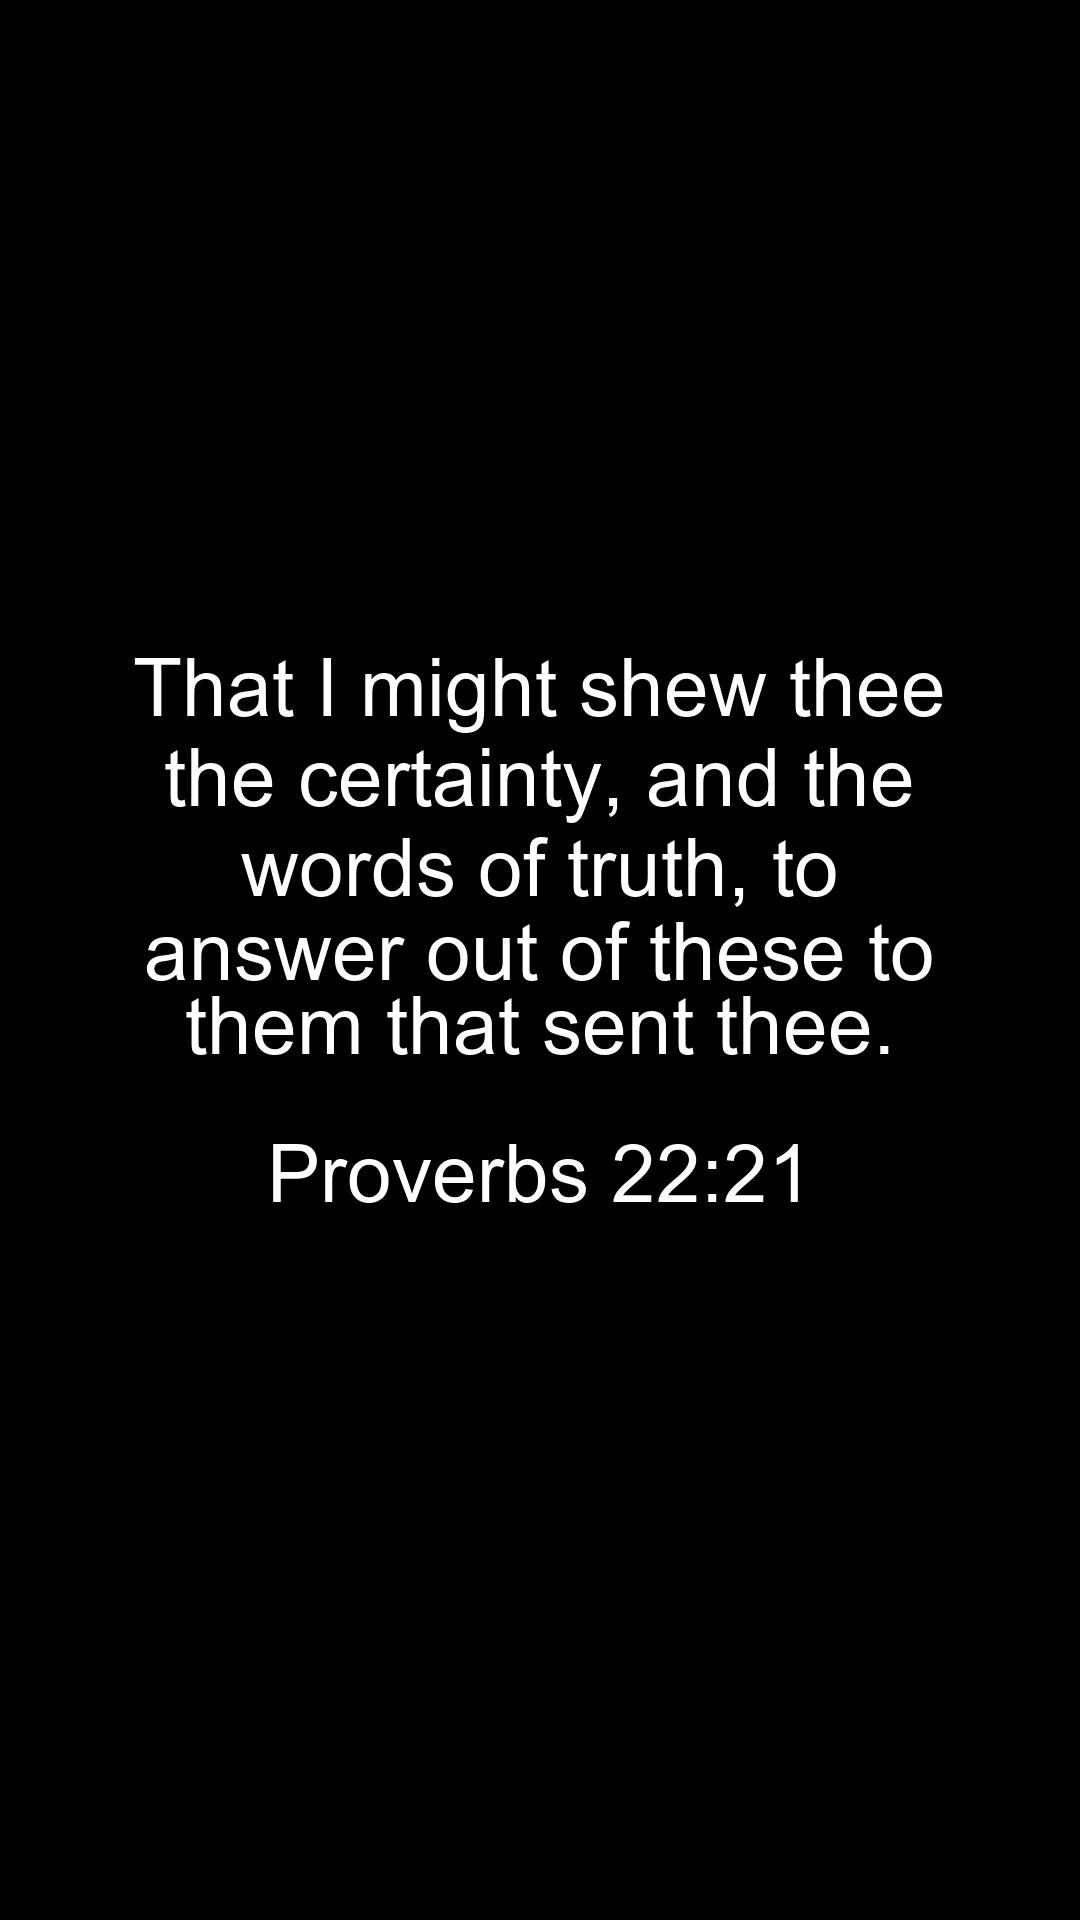 That I might shew thee
the certainty, and the
words of truth, to
answer out of these to
them that sent thee.
Proverbs 22:21